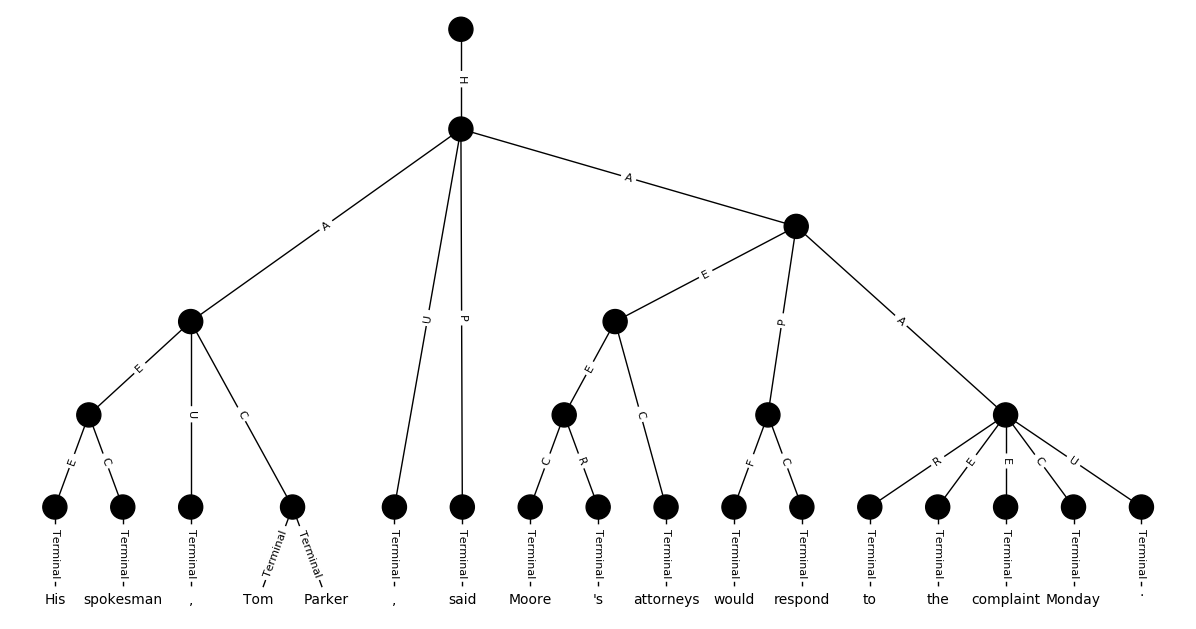 H
A
A
E
E
U
P
P
A
E
U
C
E
C
E
C
C
R
F
C
R
E
E
C
U
Terminal Terminal Terminal Terminal Terminal Terminal Terminal Terminal Terminal Terminal Terminal Terminal Terminal Terminal Terminal Terminal Terminal
His spokesman , Tom Parker , said Moore 's attorneys would respond to the complaint Monday .